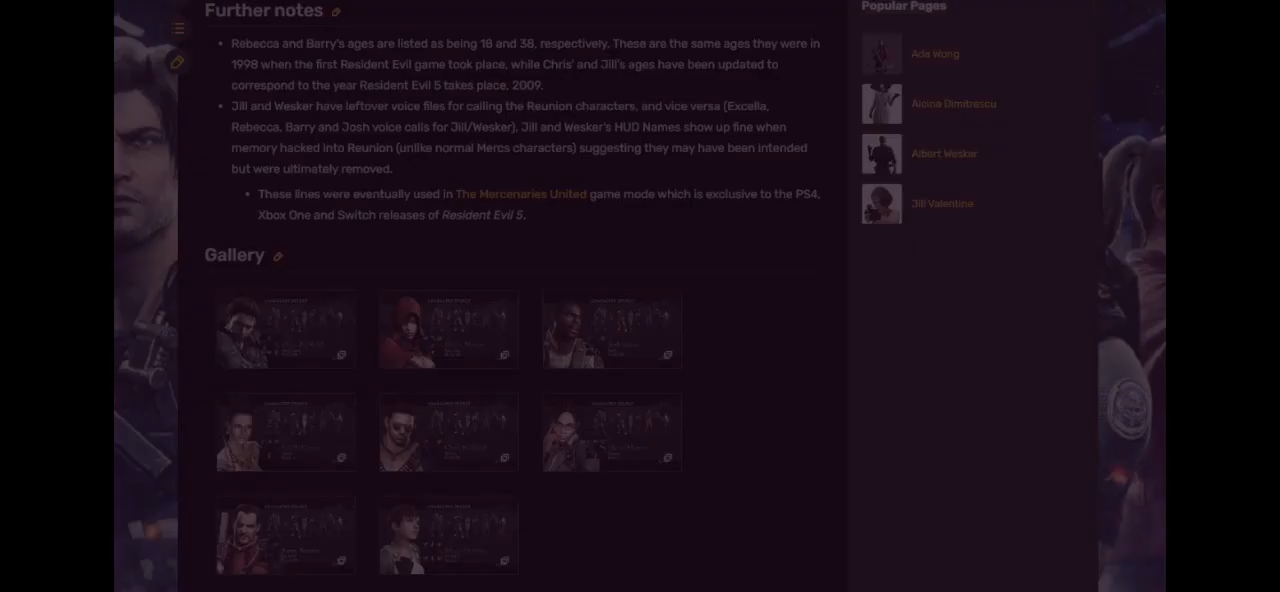 Further notes
Rebecca and Barry's ages are listed as being 18 and 38, respectively. These are the same ages they were in
1998 when the first Resident Evil game took place, while Chris' and Jill's ages have been updated to
correspond to the year Resident Evil 5 takes place, 2009.
Jill and Wesker have leftover voice files for calling the Reunion characters, and vice versa (Excella,
Rebecca, Barry and Josh voice calls for Jill/Wesker), Jill and Wesker's HUD Names show up fine when
memory hacked into Reunion (unlike normal Mercs characters) suggesting they may have been intended
but were ultimately removed.
These lines were eventually used in The Mercenaries United game mode which is exclusive to the PS4,
Xbox One and Switch releases of Resident Evil 5.
Gallery
Popular Pages
Ada Wong
Alcina Dimitrescu
Albert Wesker
Jill Valentine